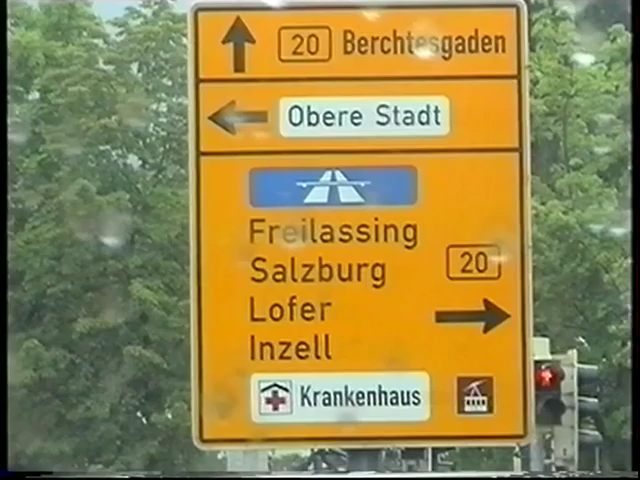 20 Berchtesgaden
Obere Stadt
Freilassing
Salzburg 20
Lofer
Inzell
Krankenhaus